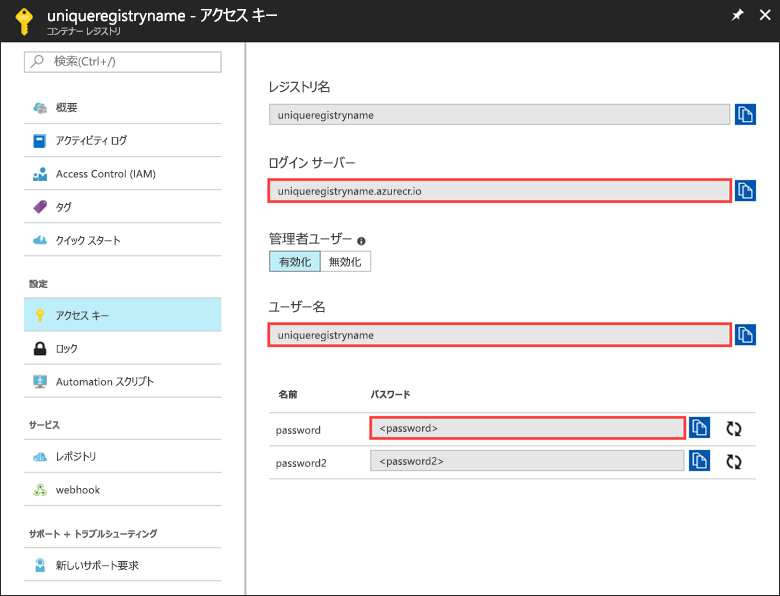 uniqueregistryname - アクセス キー
コンテナー レジストリ
検索(Ctrl+/)
概要
アクティビティ ログ
Access Control (IAM)
タグ
クイック スタート
設定
アクセス キー
ロック
Automation スクリプト
サービス
レポジトリ
webhook
サポート + トラブルシューティング
新しいサポート要求
レジストリ名
uniqueregistryname
ログイン サーバー
uniqueregistryname.azurecr.io
管理者ユーザー
有効化 無効化
ユーザー名
uniqueregistryname
名前 パスワード
password <password>
password2 <password2>